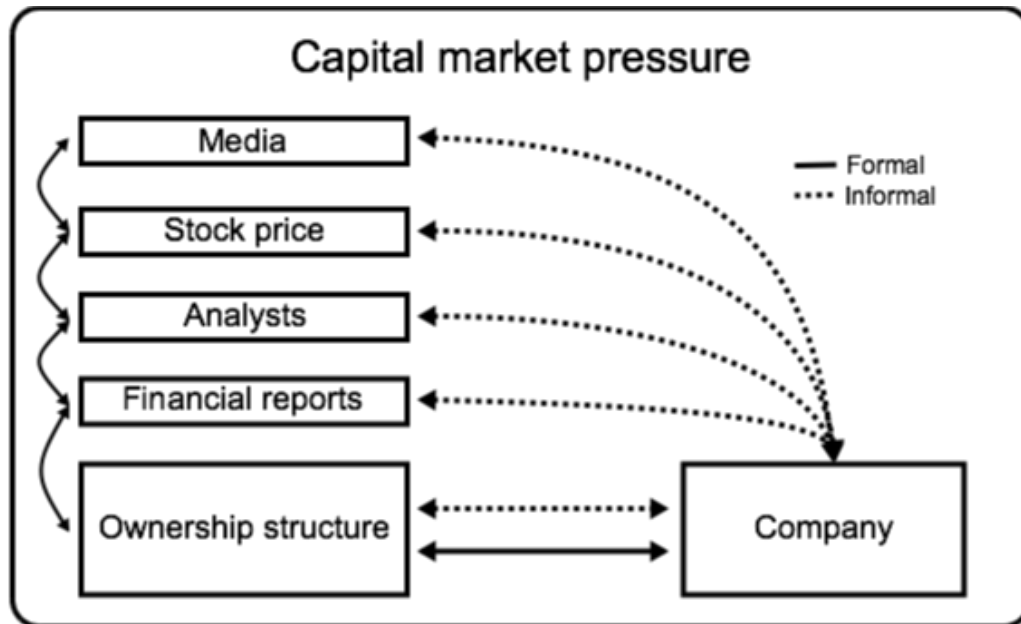 Capital market pressure
Media
Formal
Informal
Stock price
Analysts
Financial reports
Ownership structure
Company